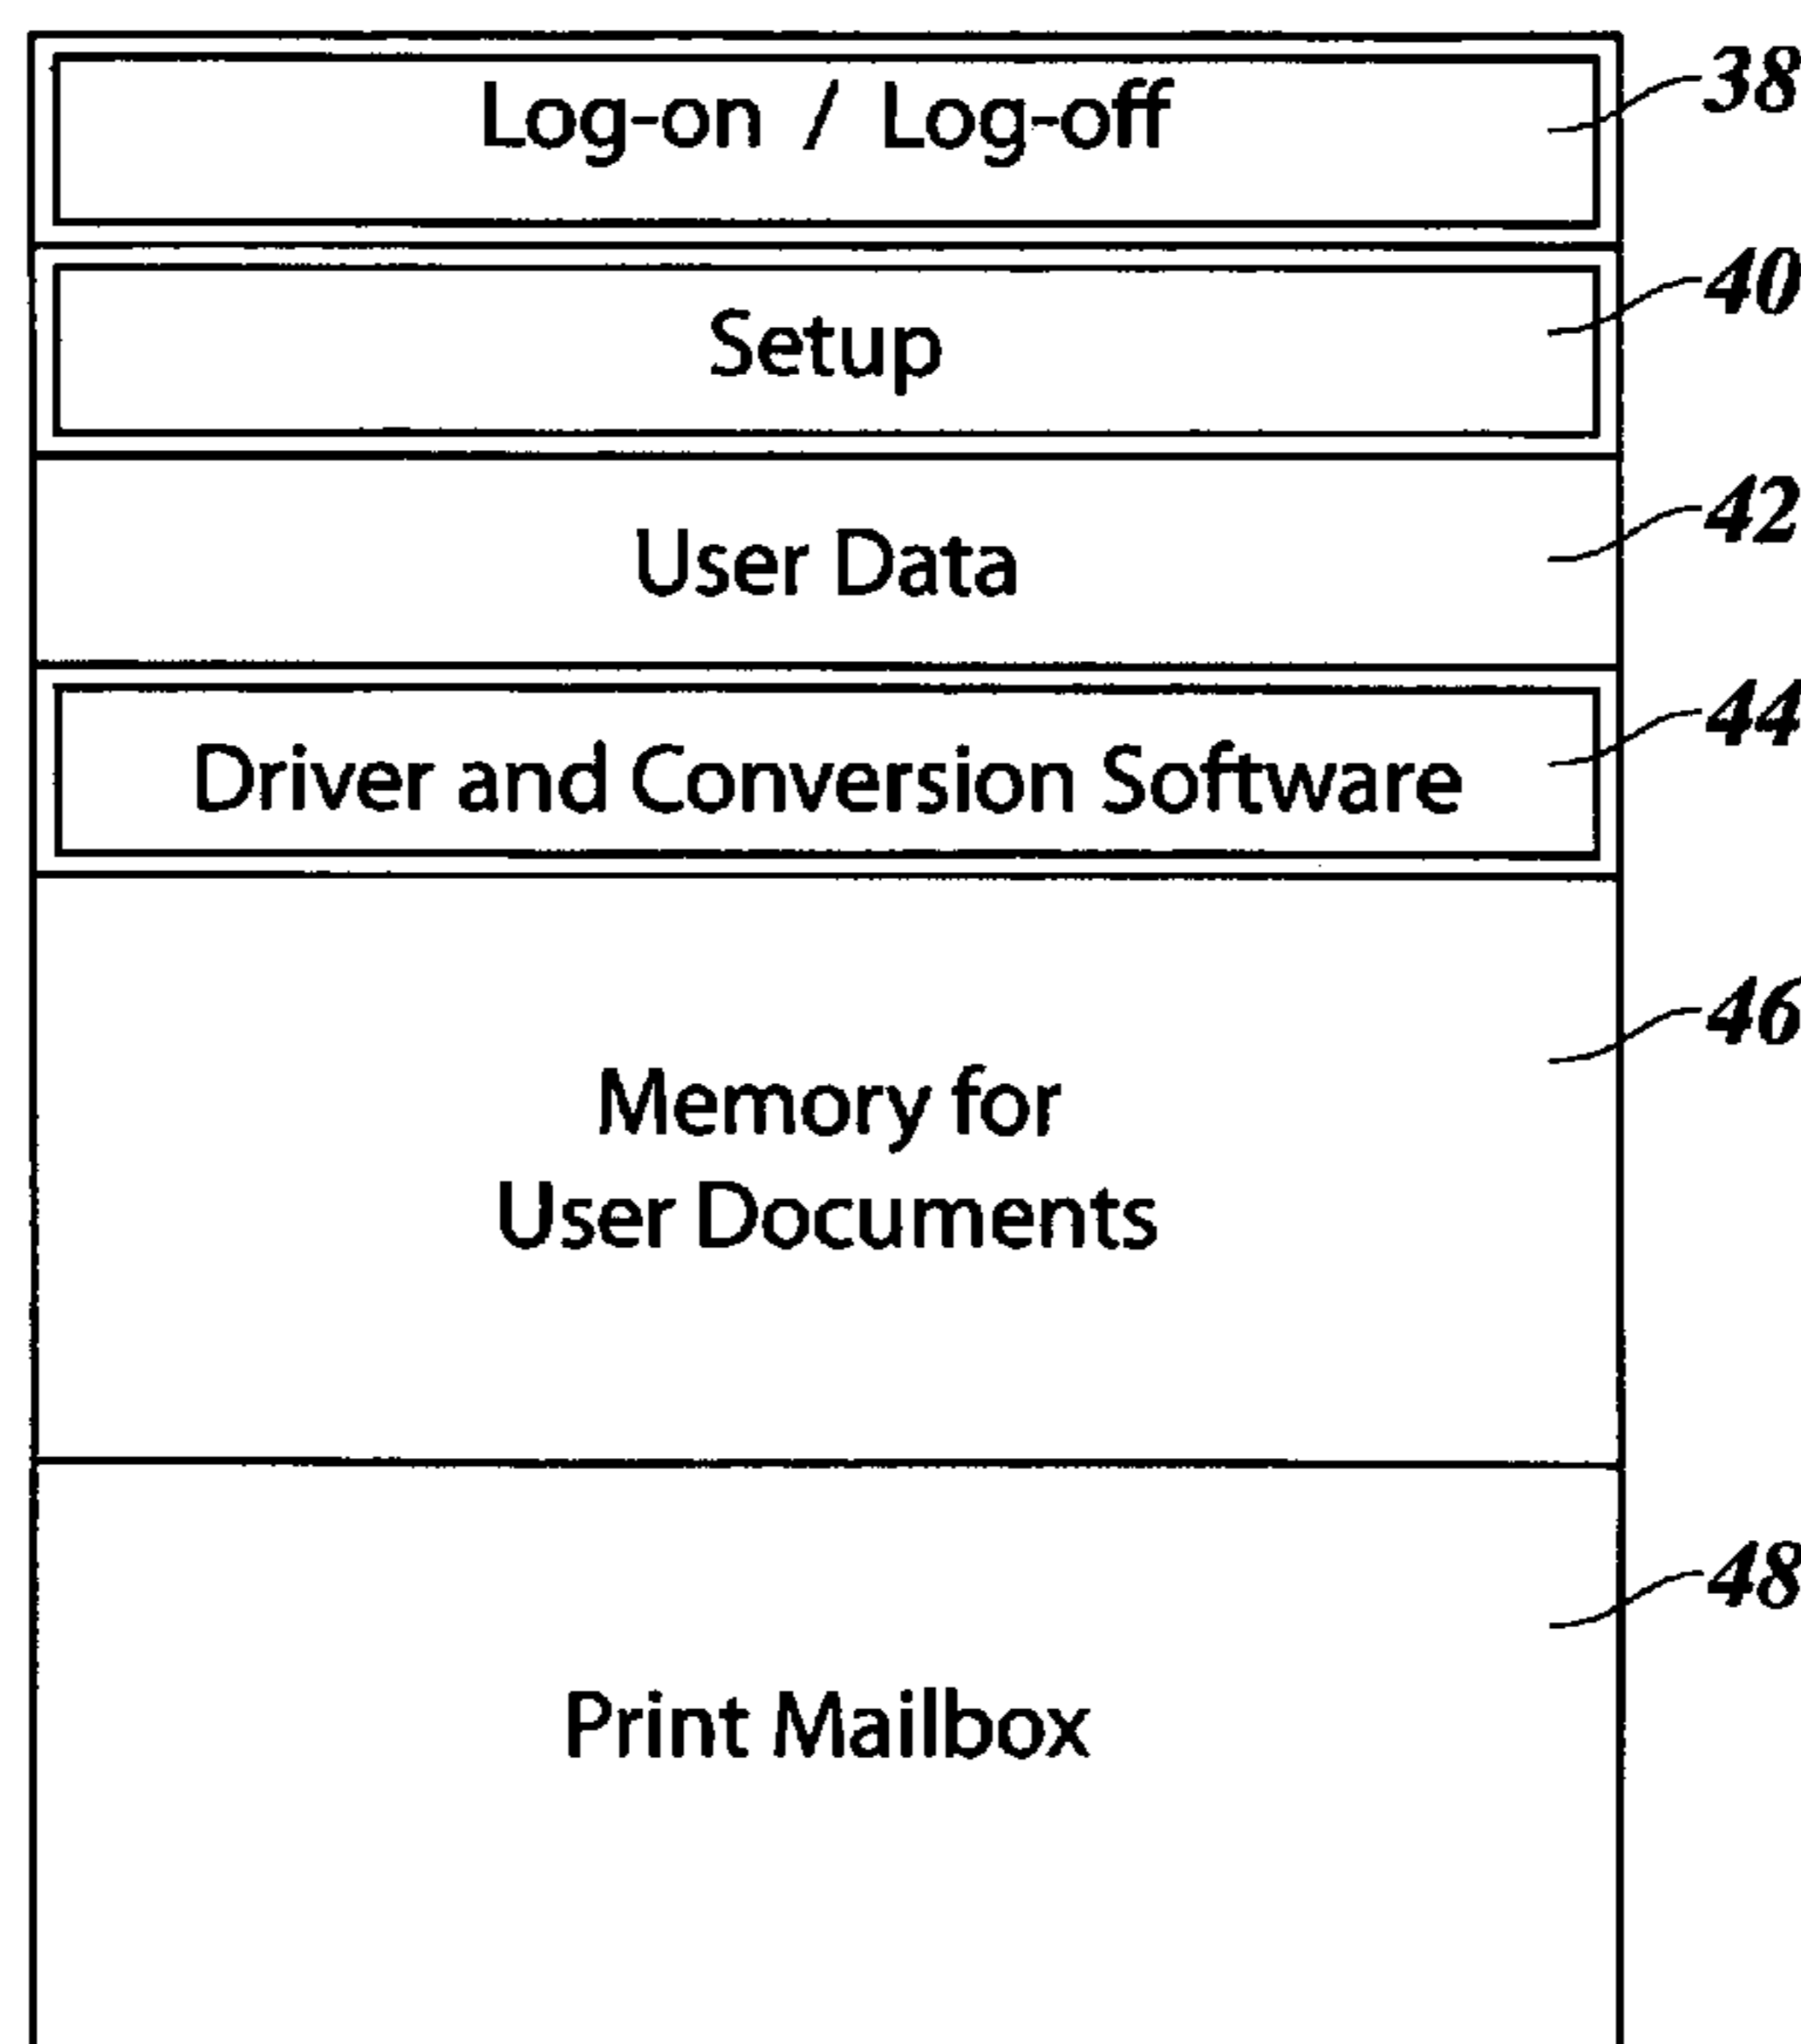 Log-on / Log-off
38
Setup
40
User Data
42
Driver and Conversion Software
44
Memory for
User Documents
46
Print Mailbox
48